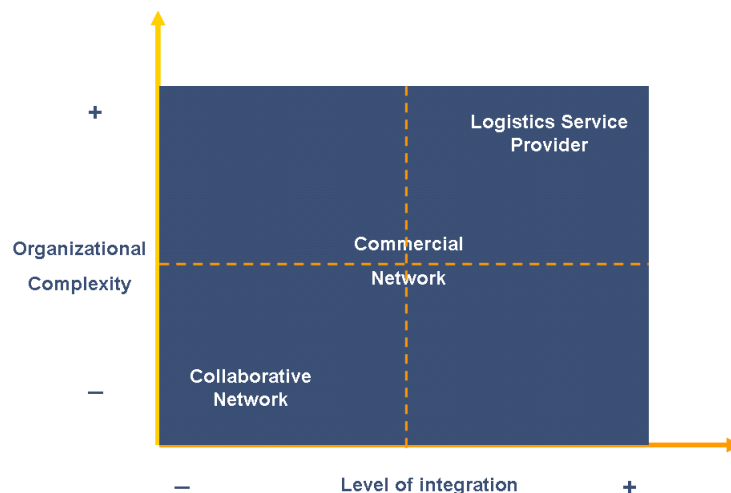 +
Logistics Service
Provider
Organizational
Complexity
Commercial
Network
Collaborative
Network
–
– Level of integration +